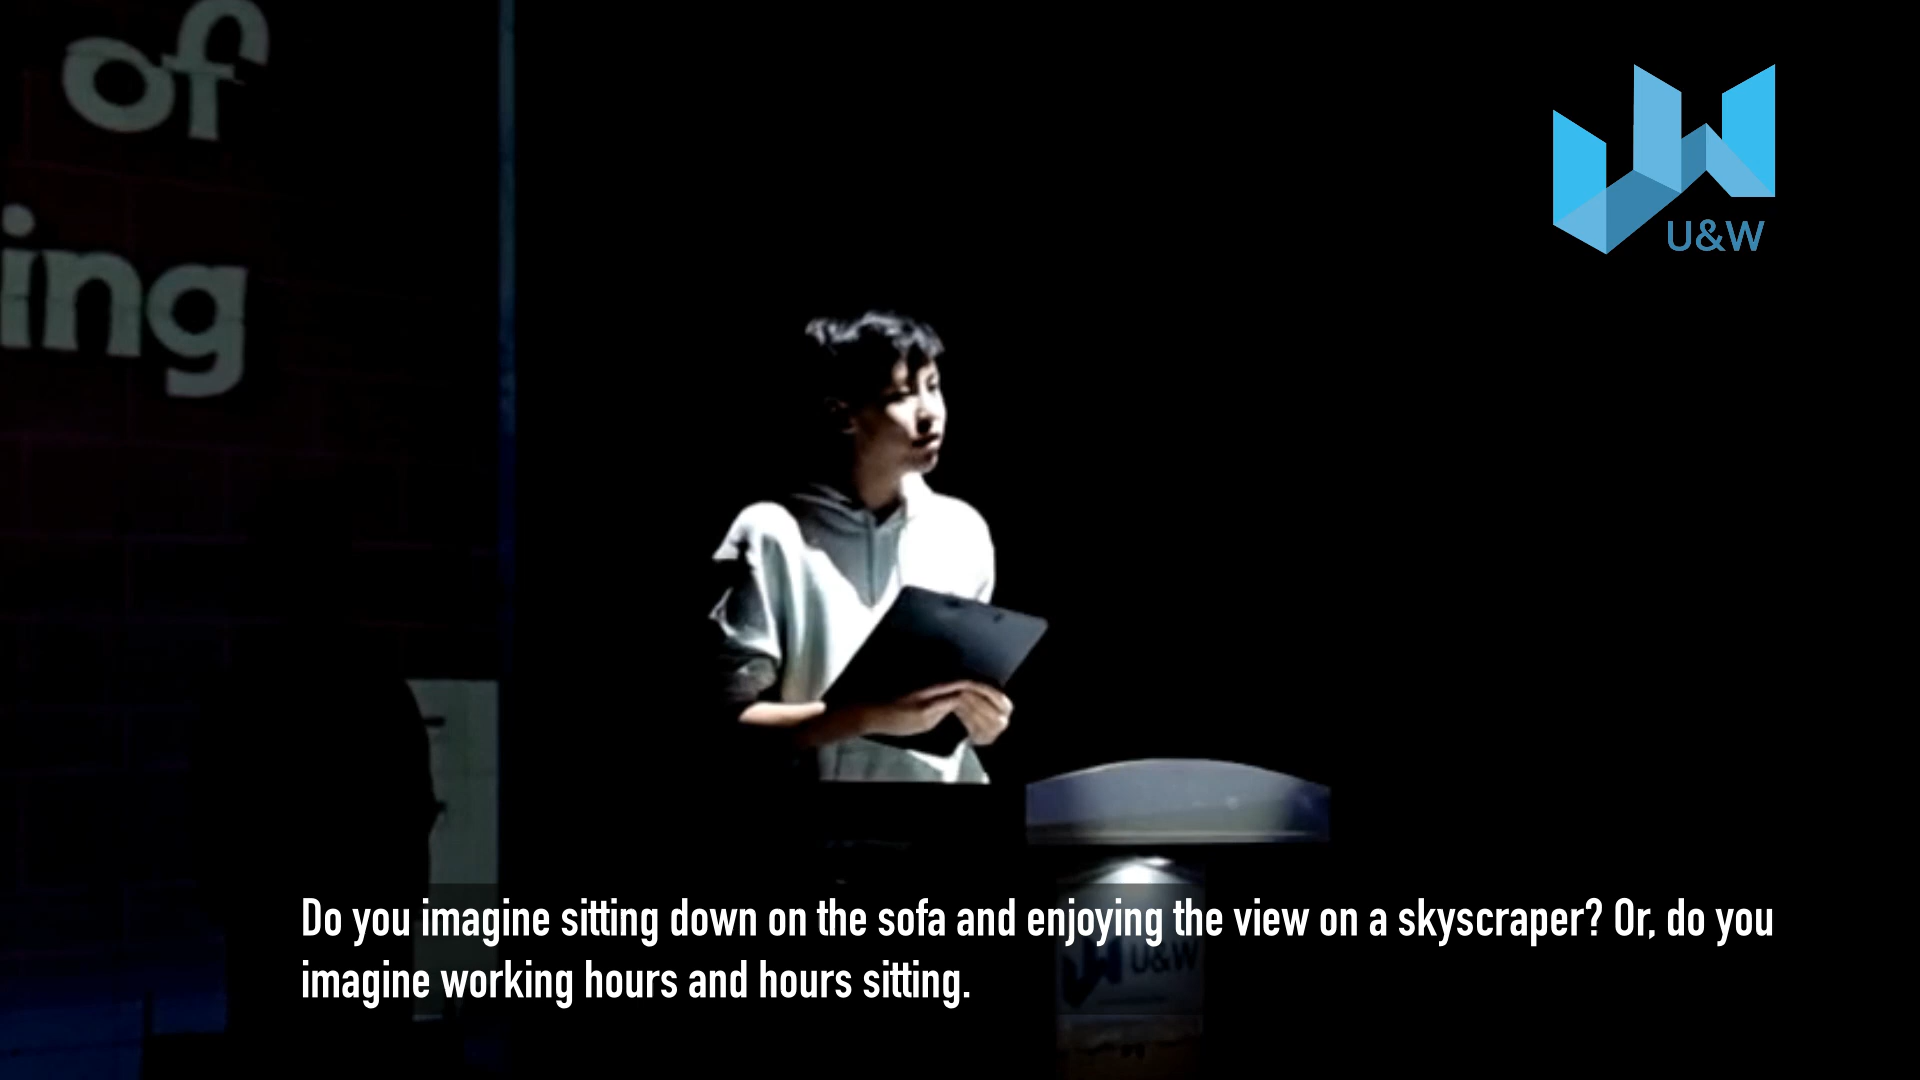 of
ing
U&W
Do you imagine sitting down on the sofa and enjoying the view on a skyscraper? Or, do you
imagine working hours and hours sitting.
U&W